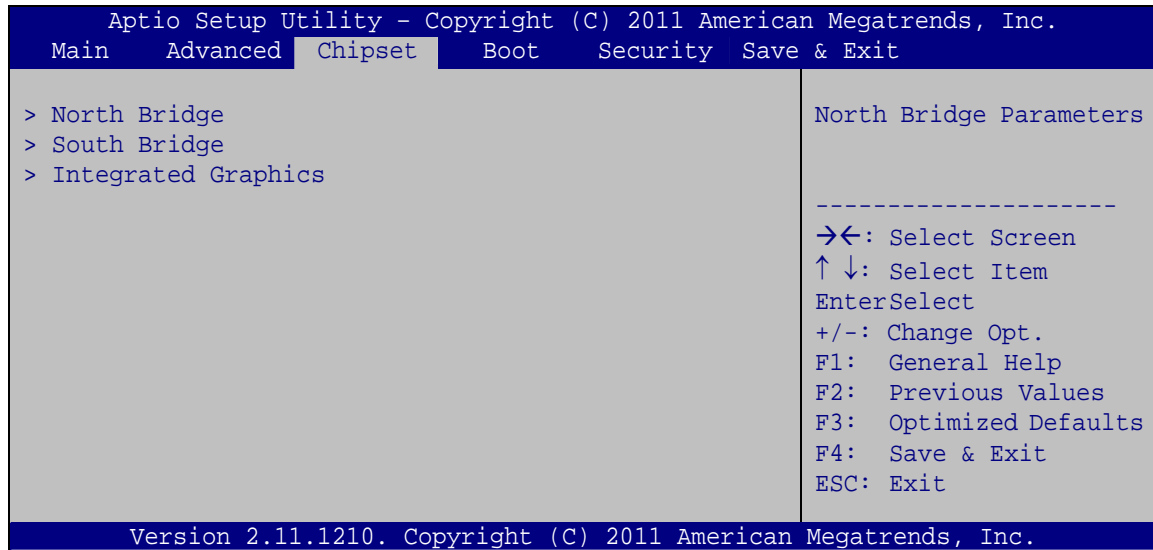 Aptio Setup Utility – Copyright (C) 2011 American Megatrends, Inc.
Main Advanced Chipset Boot Security Save & Exit
> North Bridge
> South Bridge
> Integrated Graphics
North Bridge Parameters
---------------------
→←: Select Screen
↑ ↓: Select Item
EnterSelect
+/-: Change Opt.
F1: General Help
F2: Previous Values
F3: Optimized Defaults
F4: Save & Exit
ESC: Exit
Version 2.11.1210. Copyright (C) 2011 American Megatrends, Inc.